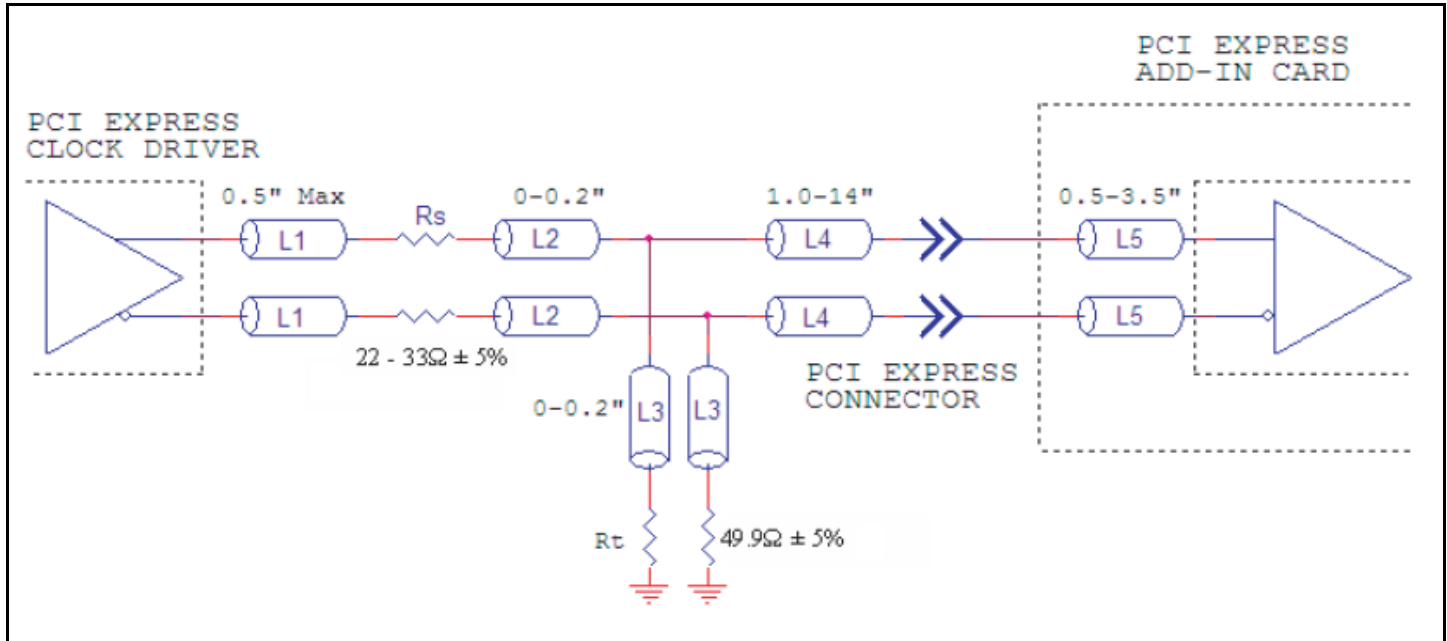 PCI EXPRESS
ADD-IN CARD
PCI EXPRESS
CLOCK DRIVER
0.5" Max
Rs
0-0.2"
1.0-14"
0.5-3.5"
L1
L2
L4
L5
L1
L2
L4
L5
22 - 33Ω ± 5%
PCI EXPRESS
CONNECTOR
0-0.2"
L3
L3
Rt
49.9Ω ± 5%